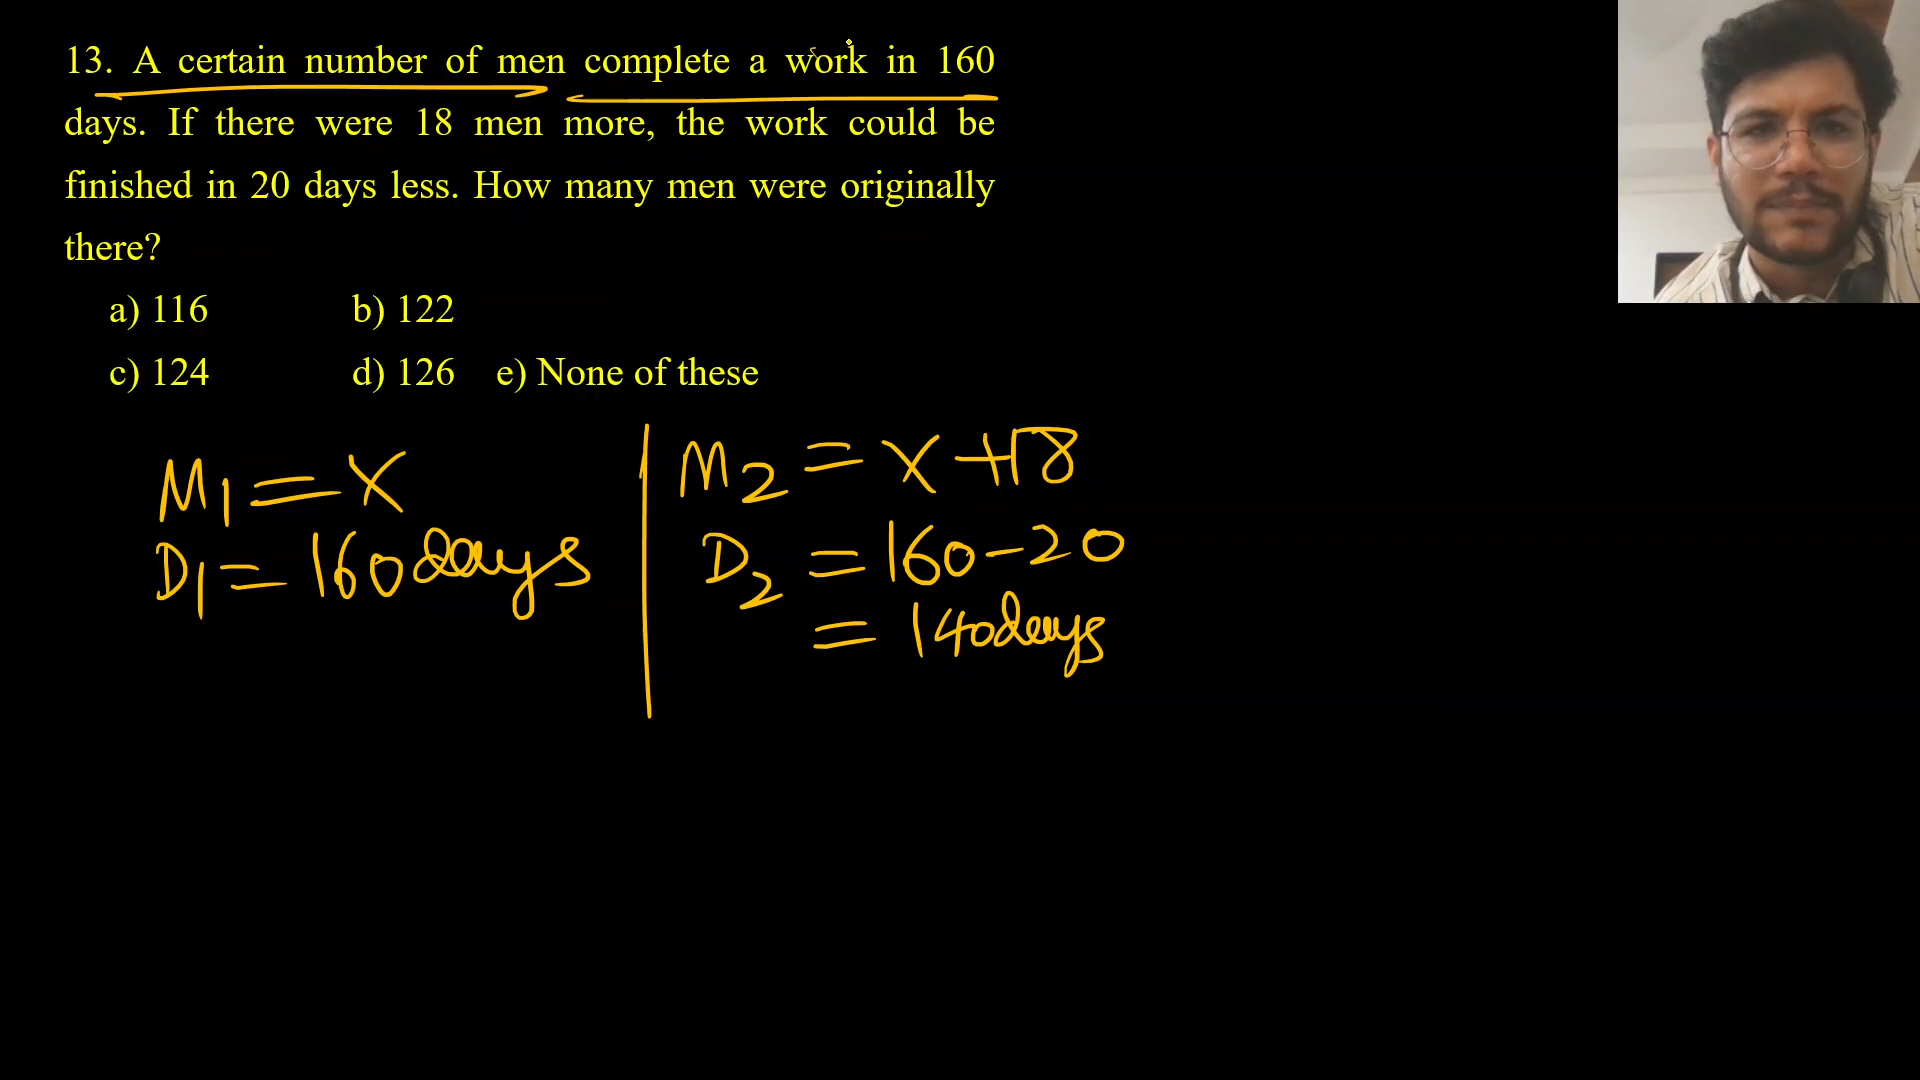 13. A certain number of men complete a work in 160
days. If there were 18 men more, the work could be
finished in 20 days less. How many men were originally
there?
a) 116 b) 122
c) 124 d) 126 e) None of these
M1 = x
D1 = 160 days
M2 = x + 18
D2 = 160 - 20
= 140 days